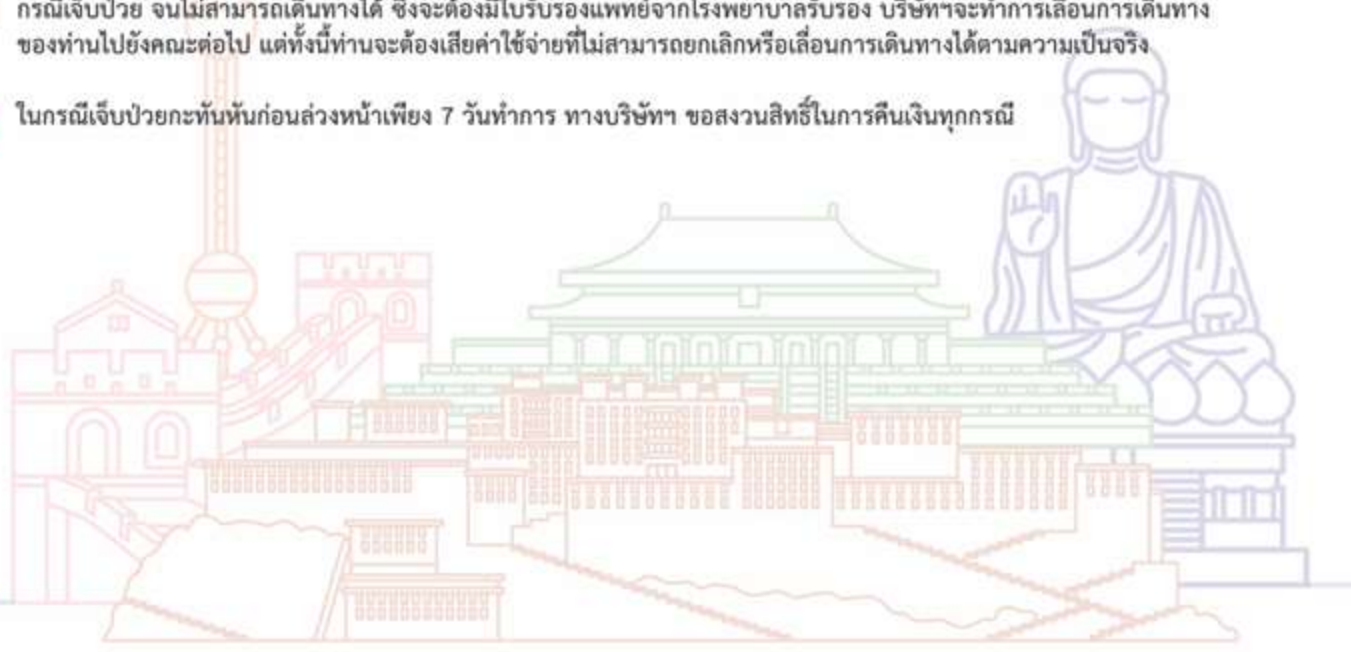 กรณีเจ็บป่วย จนไม่สามารถเดินทางได้ ซึ่งจะต้องมีใบรับรองแพทย์จากโรงพยาบาลรับรอง บริษัทฯจะทำการเลื่อนการเดินทาง
ของท่านไปยังคณะต่อไป แต่ทั้งนี้ท่านจะต้องเสียค่าใช้จ่ายที่ไม่สามารถยกเลิกหรือเลื่อนการเดินทางได้ตามความเป็นจริง
ในกรณีเจ็บป่วยกะทันหันก่อนล่วงหน้าเพียง 7 วันทำการ ทางบริษัทฯ ขอสงวนสิทธิ์ในการคืนเงินทุกกรณี